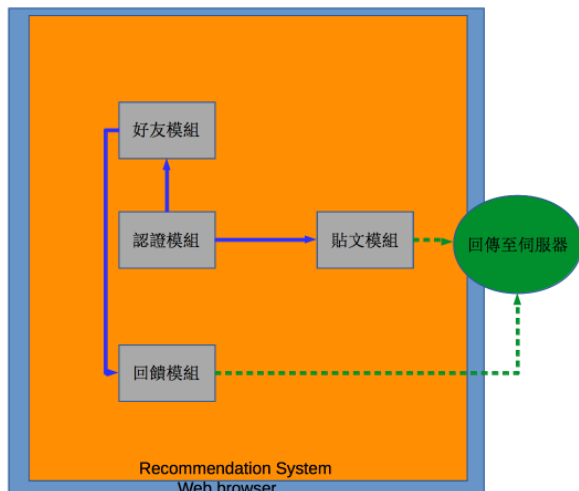 好友模組
認證模組
貼文模組
回傳至伺服器
回饋模組
Recommendation System
Web browser